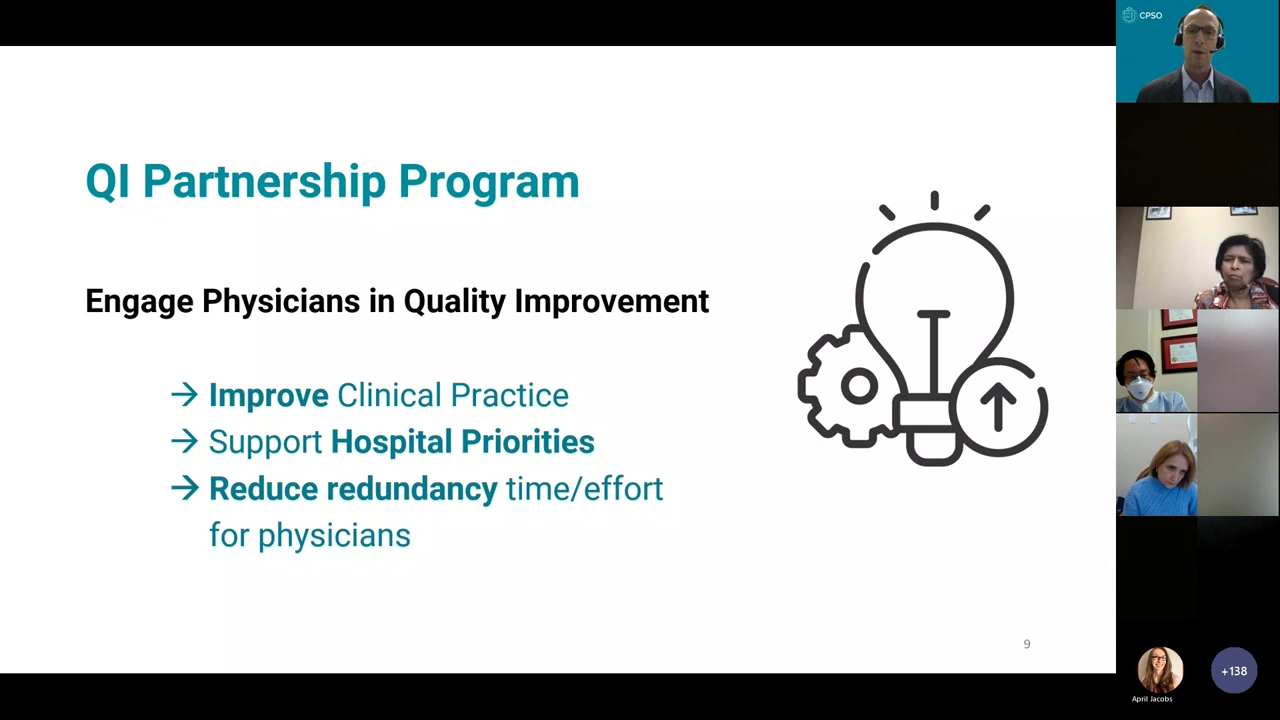 CPSO
QI Partnership Program
Engage Physicians in Quality Improvement
→ Improve Clinical Practice
→ Support Hospital Priorities
→ Reduce redundancy time/effort
for physicians
9
April Jacobs
+138